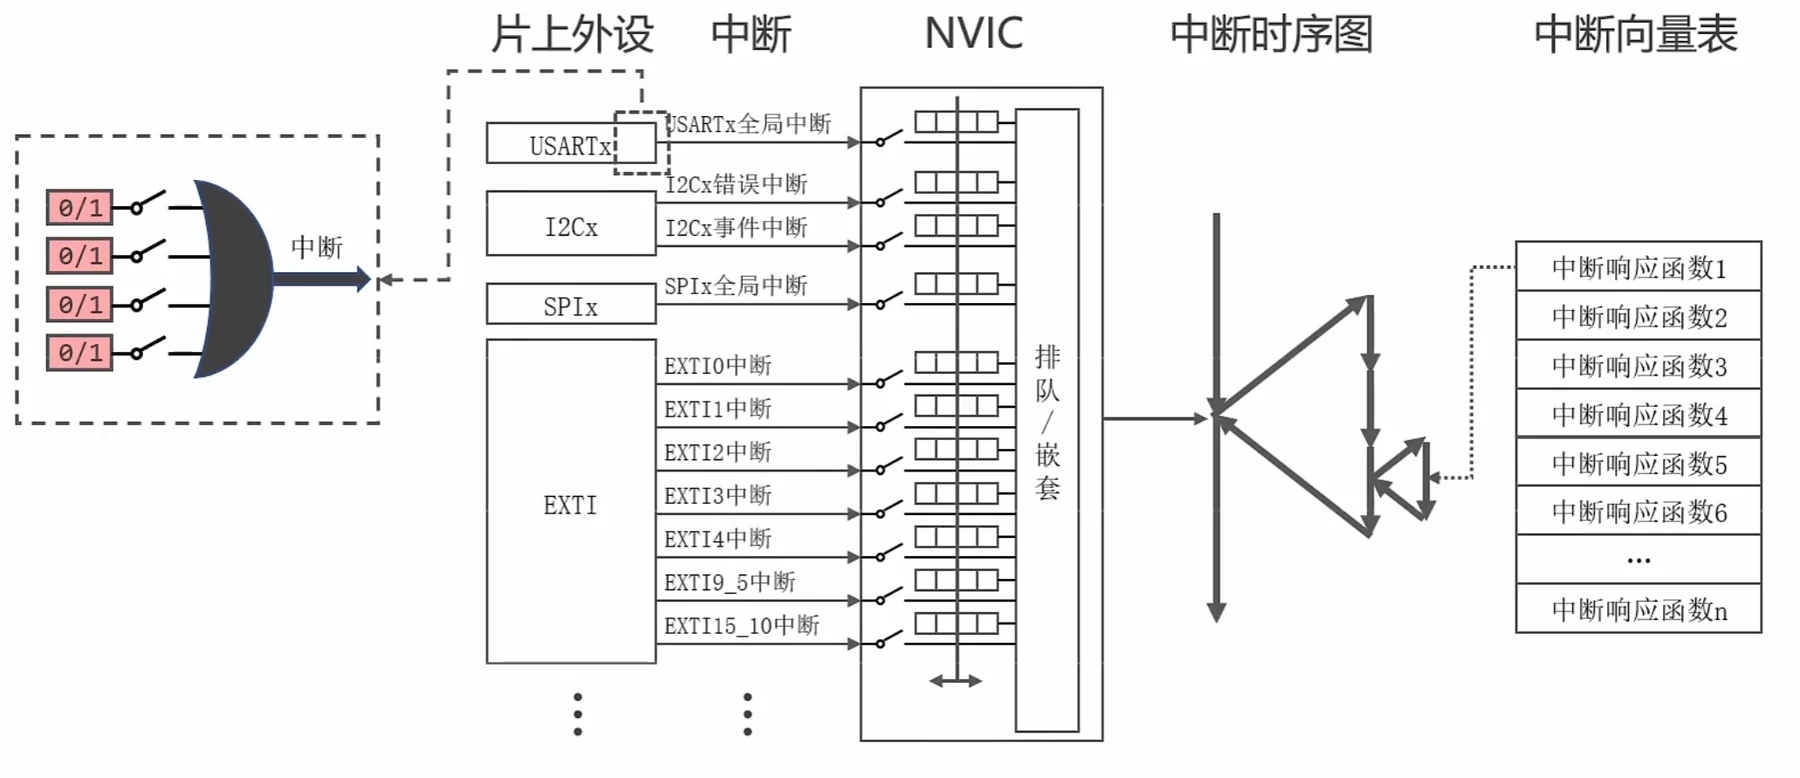 片上外设
中断
NVIC
中断时序图
中断向量表
0/1
0/1
0/1
0/1
中断
USARTx
I2Cx
SPIx
EXTI
USARTx全局中断
I2Cx错误中断
I2Cx事件中断
SPIx全局中断
EXTI0中断
EXTI1中断
EXTI2中断
EXTI3中断
EXTI4中断
EXTI9_5中断
EXTI15_10中断
排队/嵌套
中断响应函数1
中断响应函数2
中断响应函数3
中断响应函数4
中断响应函数5
中断响应函数6
…
中断响应函数n